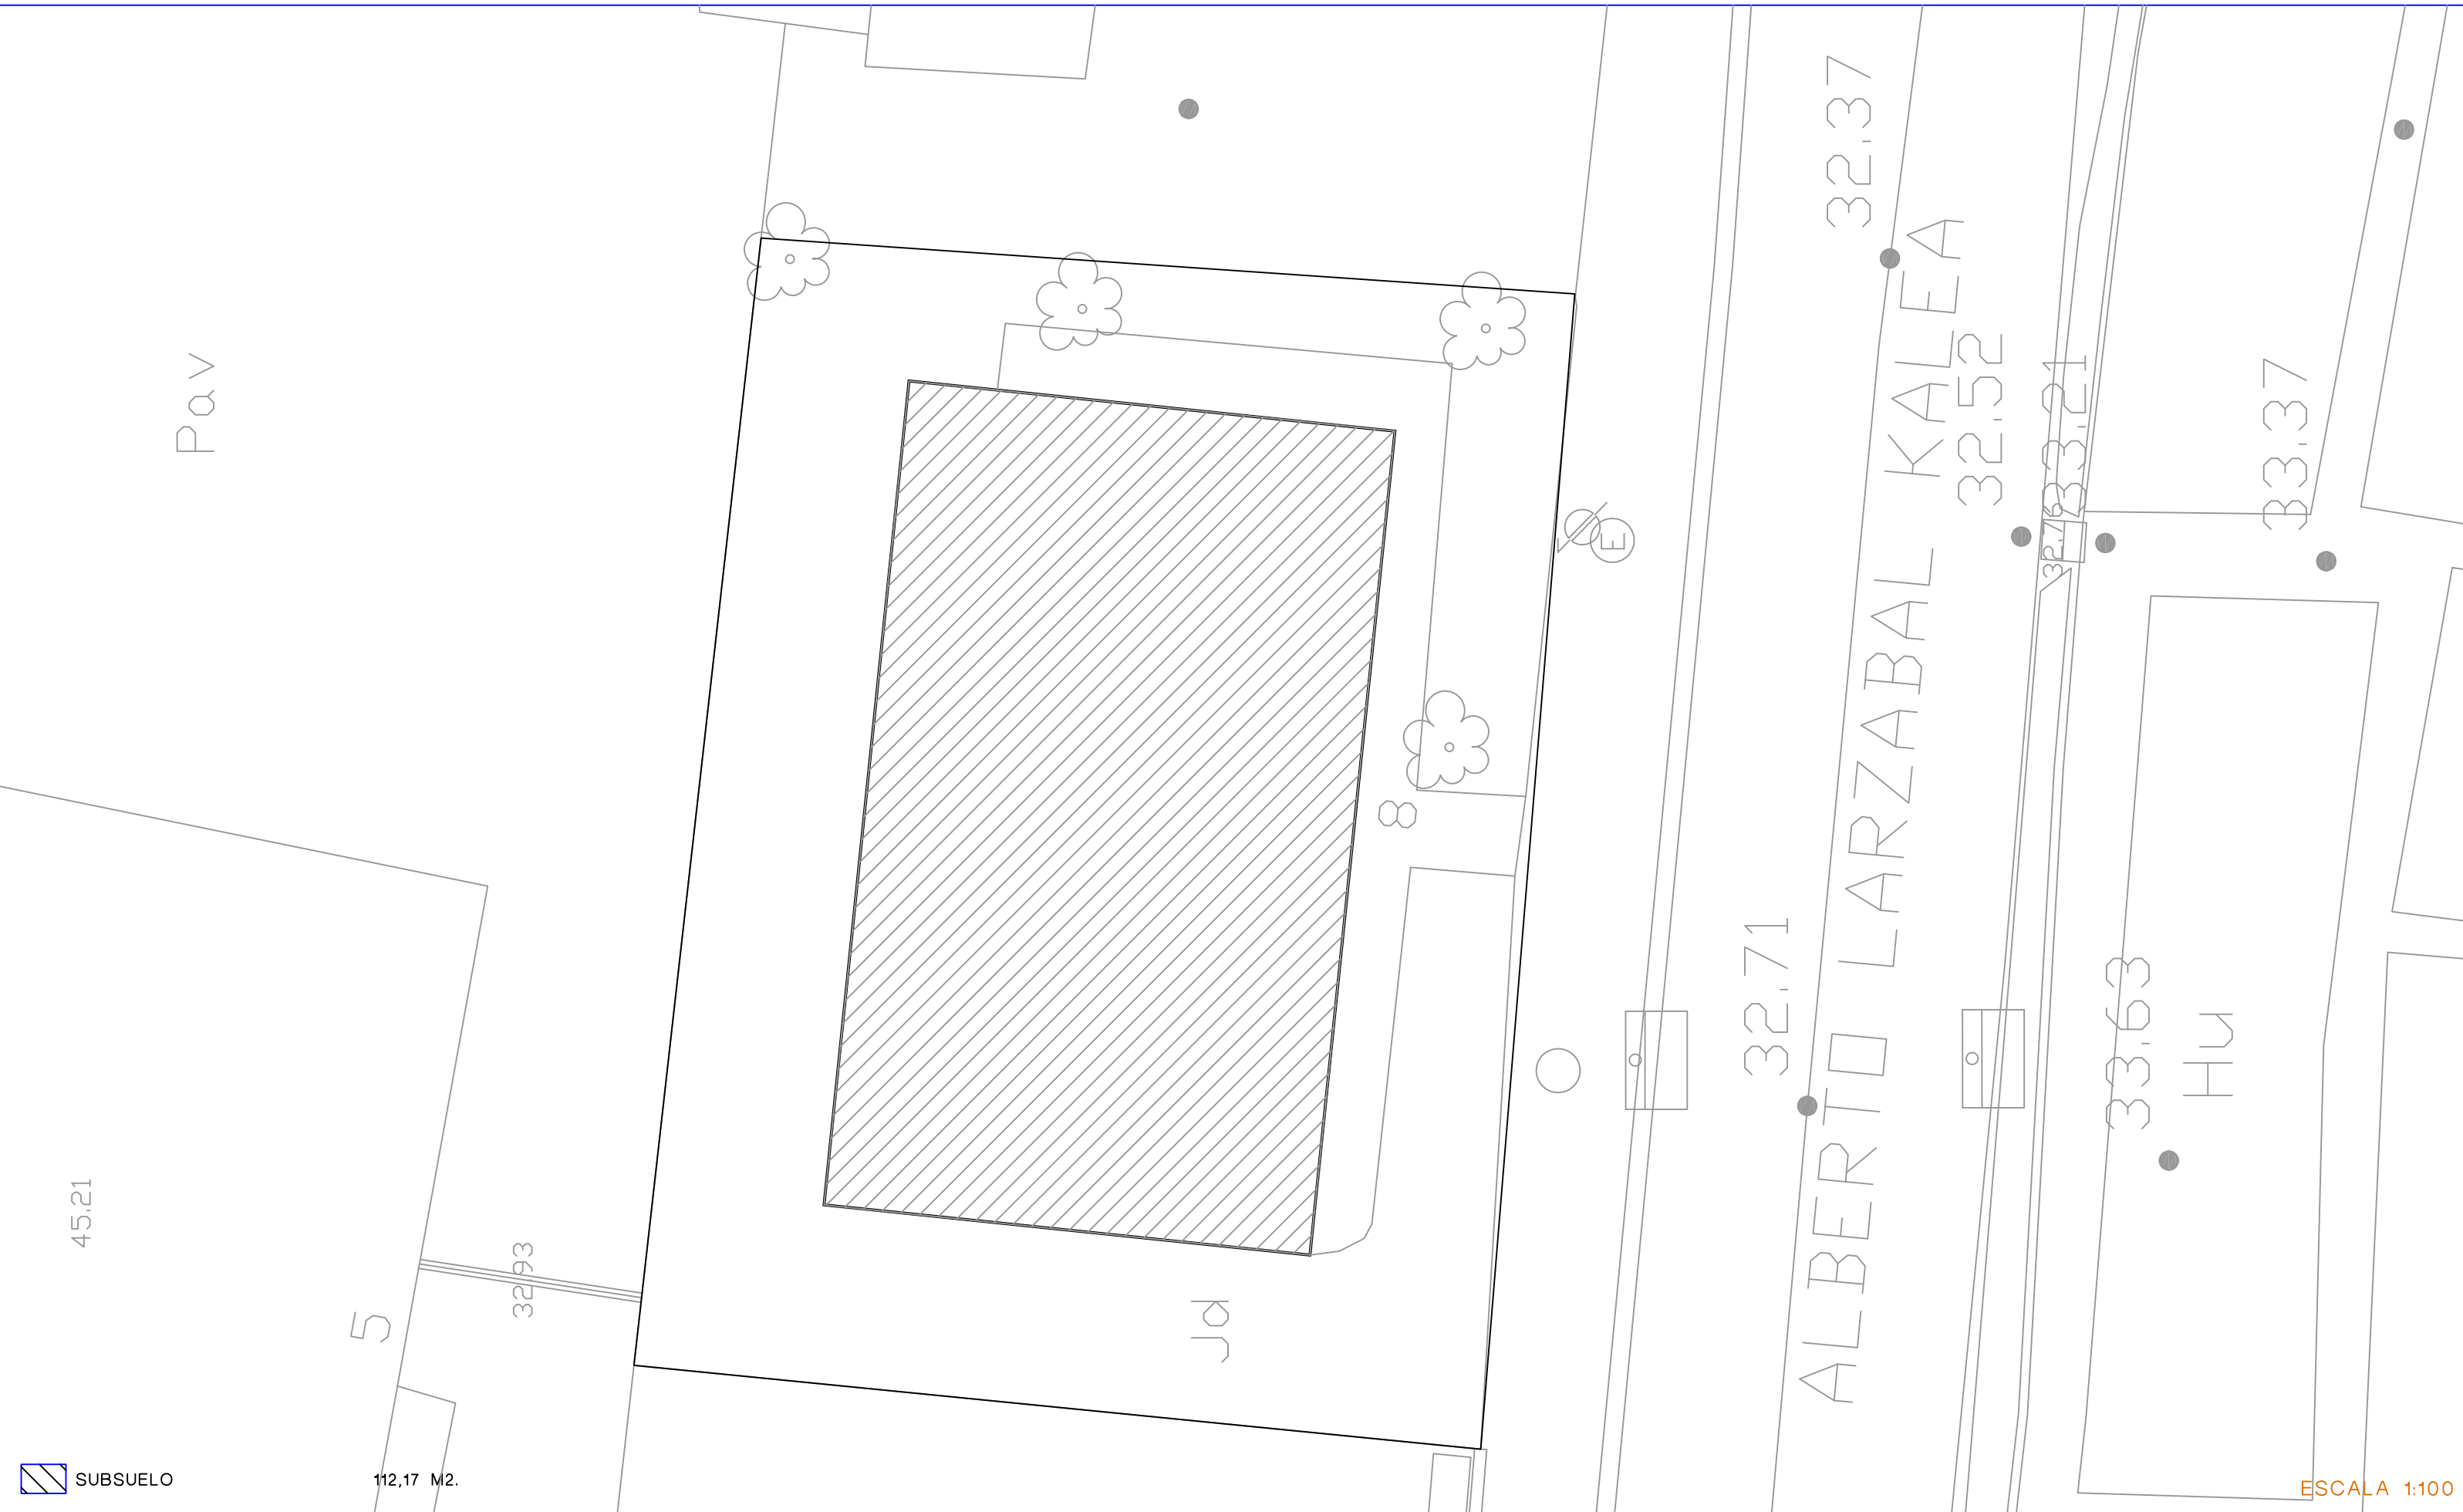 32.37
ALBERTO LARZABAL KALEA
32.52
33.21
33.37
Pav
E
8
32.71
33.63
Hu
45.21
32.93
5
Jd
SUBSUELO 112,17 M2.
ESCALA 1:100